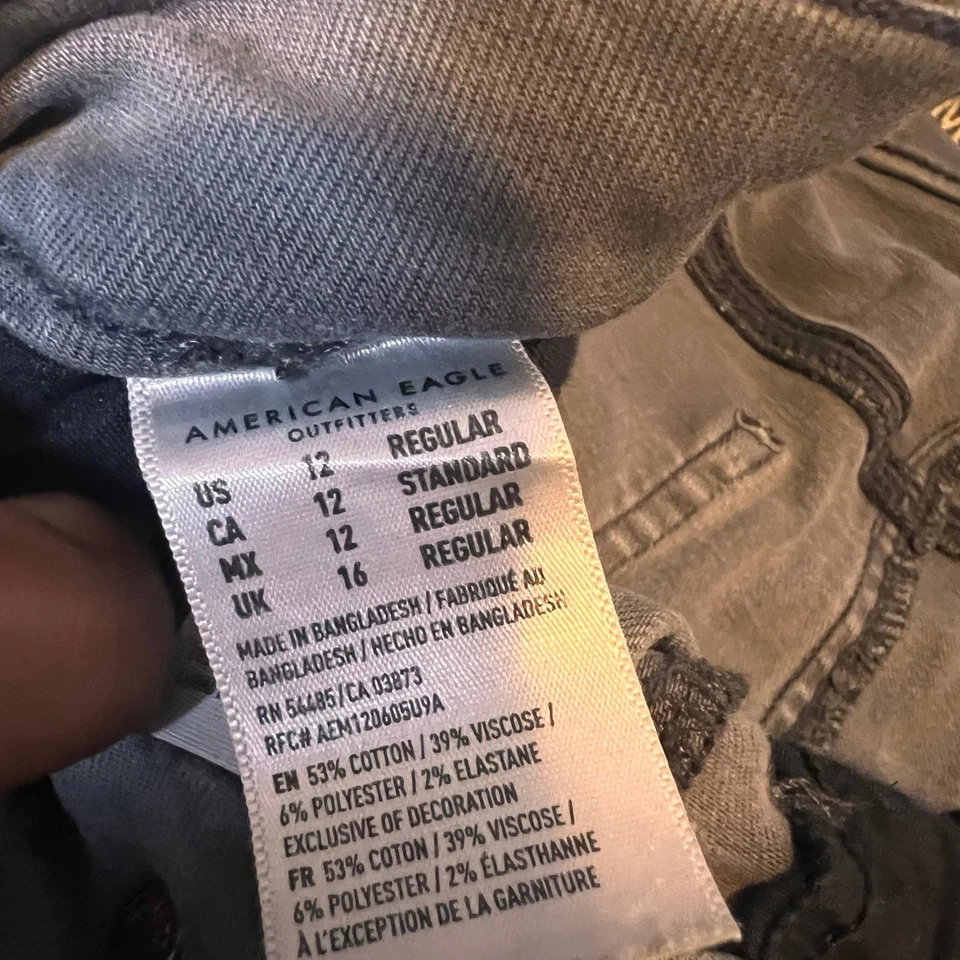 AMERICAN EAGLE
OUTFITTERS
US 12 REGULAR
CA 12 STANDARD
MX 12 REGULAR
UK 16 REGULAR
MADE IN BANGLADESH / FABRIQUÉ AU
BANGLADESH / HECHO EN BANGLADESH
RN 54485/CA 03873
RFC# AEM120605U9A
EN 53% COTTON / 39% VISCOSE /
6% POLYESTER / 2% ELASTANE
EXCLUSIVE OF DECORATION
FR 53% COTON / 39% VISCOSE /
6% POLYESTER / 2% ÉLASTHANNE
À L'EXCEPTION DE LA GARNITURE